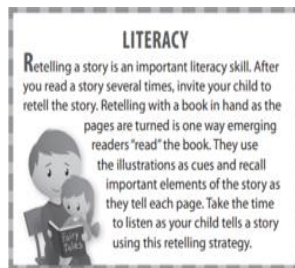 LITERACY
Retelling a story is an important literacy skill. After
you read a story several times, invite your child to
retell the story. Retelling with a book in hand as the
pages are turned is one way emerging
readers "read" the book. They use
the illustrations as cues and recall
important elements of the story as
they tell each page. Take the time
to listen as your child tells a story
using this retelling strategy.
Fairy
Tales